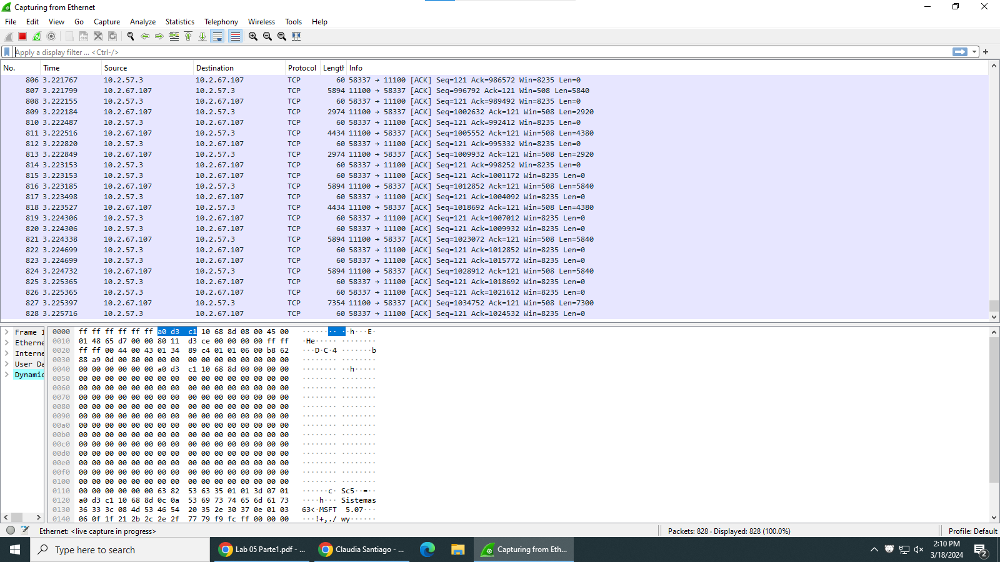 Capturing from Ethernet
File Edit View Go Capture Analyze Statistics Telephony Wireless Tools Help
Apply a display filter ... <Ctrl-/>
No. Time Source Destination Protocol Length Info
806 3.221767 10.2.57.3 10.2.67.107 TCP 60 58337 → 11100 [ACK] Seq=121 Ack=986572 Win=8235 Len=0
807 3.221799 10.2.67.107 10.2.57.3 TCP 5894 11100 → 58337 [ACK] Seq=996792 Ack=121 Win=508 Len=5840
808 3.222155 10.2.57.3 10.2.67.107 TCP 60 58337 → 11100 [ACK] Seq=121 Ack=989492 Win=8235 Len=0
809 3.222184 10.2.67.107 10.2.57.3 TCP 2974 11100 → 58337 [ACK] Seq=1002632 Ack=121 Win=508 Len=2920
810 3.222487 10.2.57.3 10.2.67.107 TCP 60 58337 → 11100 [ACK] Seq=121 Ack=992412 Win=8235 Len=0
811 3.222516 10.2.67.107 10.2.57.3 TCP 4434 11100 → 58337 [ACK] Seq=1005552 Ack=121 Win=508 Len=4380
812 3.222820 10.2.57.3 10.2.67.107 TCP 60 58337 → 11100 [ACK] Seq=121 Ack=995332 Win=8235 Len=0
813 3.222849 10.2.67.107 10.2.57.3 TCP 2974 11100 → 58337 [ACK] Seq=1009932 Ack=121 Win=508 Len=2920
814 3.223153 10.2.57.3 10.2.67.107 TCP 60 58337 → 11100 [ACK] Seq=121 Ack=998252 Win=8235 Len=0
815 3.223153 10.2.57.3 10.2.67.107 TCP 60 58337 → 11100 [ACK] Seq=121 Ack=1001172 Win=8235 Len=0
816 3.223185 10.2.67.107 10.2.57.3 TCP 5894 11100 → 58337 [ACK] Seq=1012852 Ack=121 Win=508 Len=5840
817 3.223498 10.2.57.3 10.2.67.107 TCP 60 58337 → 11100 [ACK] Seq=121 Ack=1004092 Win=8235 Len=0
818 3.223527 10.2.67.107 10.2.57.3 TCP 4434 11100 → 58337 [ACK] Seq=1018692 Ack=121 Win=508 Len=4380
819 3.224306 10.2.57.3 10.2.67.107 TCP 60 58337 → 11100 [ACK] Seq=121 Ack=1007012 Win=8235 Len=0
820 3.224306 10.2.57.3 10.2.67.107 TCP 60 58337 → 11100 [ACK] Seq=121 Ack=1009932 Win=8235 Len=0
821 3.224338 10.2.67.107 10.2.57.3 TCP 5894 11100 → 58337 [ACK] Seq=1023072 Ack=121 Win=508 Len=5840
822 3.224699 10.2.57.3 10.2.67.107 TCP 60 58337 → 11100 [ACK] Seq=121 Ack=1012852 Win=8235 Len=0
823 3.224699 10.2.57.3 10.2.67.107 TCP 60 58337 → 11100 [ACK] Seq=121 Ack=1015772 Win=8235 Len=0
824 3.224732 10.2.67.107 10.2.57.3 TCP 5894 11100 → 58337 [ACK] Seq=1028912 Ack=121 Win=508 Len=5840
825 3.225365 10.2.57.3 10.2.67.107 TCP 60 58337 → 11100 [ACK] Seq=121 Ack=1018692 Win=8235 Len=0
826 3.225365 10.2.57.3 10.2.67.107 TCP 60 58337 → 11100 [ACK] Seq=121 Ack=1021612 Win=8235 Len=0
827 3.225397 10.2.67.107 10.2.57.3 TCP 7354 11100 → 58337 [ACK] Seq=1034752 Ack=121 Win=508 Len=7300
828 3.225716 10.2.57.3 10.2.67.107 TCP 60 58337 → 11100 [ACK] Seq=121 Ack=1024532 Win=8235 Len=0
Frame 1
Etherne
Interne
User Da
Dynamic
0000 ff ff ff ff ff ff a0 d3 c1 10 68 8d 08 00 45 00 ·········h···E·
0010 01 48 65 d7 00 00 80 11 d3 ce 00 00 00 00 ff ff ·He·············
0020 ff ff 00 44 00 43 01 34 89 c4 01 01 06 00 b8 62 ···D·C·4·······b
0030 88 a9 0d 00 80 00 00 00 00 00 00 00 00 00 00 00 ················
0040 00 00 00 00 00 00 a0 d3 c1 10 68 8d 00 00 00 00 ··········h·····
0050 00 00 00 00 00 00 00 00 00 00 00 00 00 00 00 00 ················
0060 00 00 00 00 00 00 00 00 00 00 00 00 00 00 00 00 ················
0070 00 00 00 00 00 00 00 00 00 00 00 00 00 00 00 00 ················
0080 00 00 00 00 00 00 00 00 00 00 00 00 00 00 00 00 ················
0090 00 00 00 00 00 00 00 00 00 00 00 00 00 00 00 00 ················
00a0 00 00 00 00 00 00 00 00 00 00 00 00 00 00 00 00 ················
00b0 00 00 00 00 00 00 00 00 00 00 00 00 00 00 00 00 ················
00c0 00 00 00 00 00 00 00 00 00 00 00 00 00 00 00 00 ················
00d0 00 00 00 00 00 00 00 00 00 00 00 00 00 00 00 00 ················
00e0 00 00 00 00 00 00 00 00 00 00 00 00 00 00 00 00 ················
00f0 00 00 00 00 00 00 00 00 00 00 00 00 00 00 00 00 ················
0100 00 00 00 00 00 00 00 00 00 00 00 00 00 00 00 00 ················
0110 00 00 00 00 00 00 63 82 53 63 35 01 01 3d 07 01 ······c· Sc5··=··
0120 a0 d3 c1 10 68 8d 0c 0a 53 69 73 74 65 6d 61 73 ····h··· Sistemas
0130 36 33 3c 08 4d 53 46 54 20 35 2e 30 37 0e 01 03 63<·MSFT 5.07···
0140 06 0f 1f 21 2b 2c 2e 2f 77 79 f9 fc ff 00 00 00 ···!+,./ wy······
Ethernet: <live capture in progress> Packets: 828 · Displayed: 828 (100.0%) Profile: Default
Type here to search Lab 05 Parte1.pdf - ... Claudia Santiago - ... Capturing from Eth... 2:10 PM
3/18/2024 2